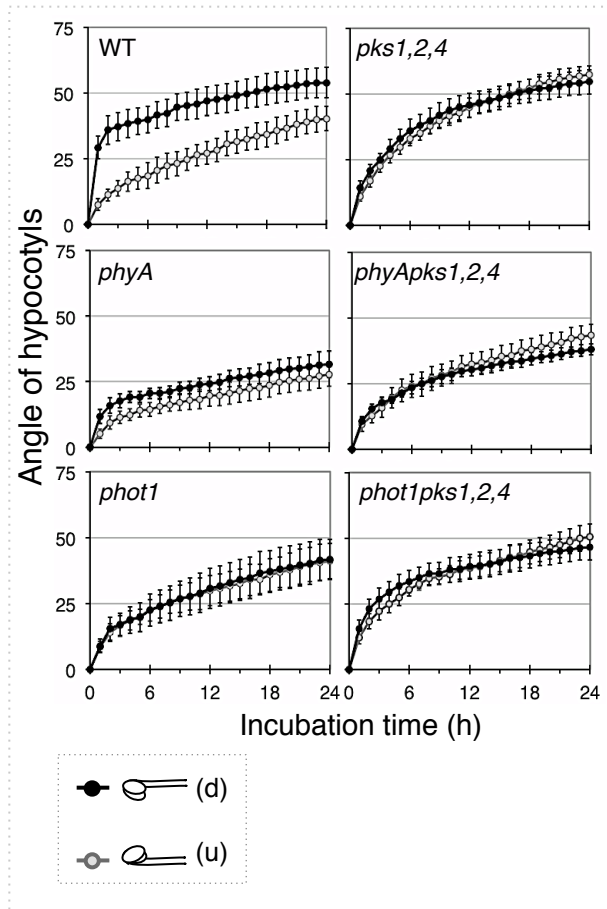 Angle of hypocotyls
75
50
25
0
WT
pks1,2,4
75
50
25
0
phyA
phyApks1,2,4
75
50
25
0
phot1
phot1pks1,2,4
0 6 12 18 24 0 6 12 18 24
Incubation time (h)
(d)
(u)